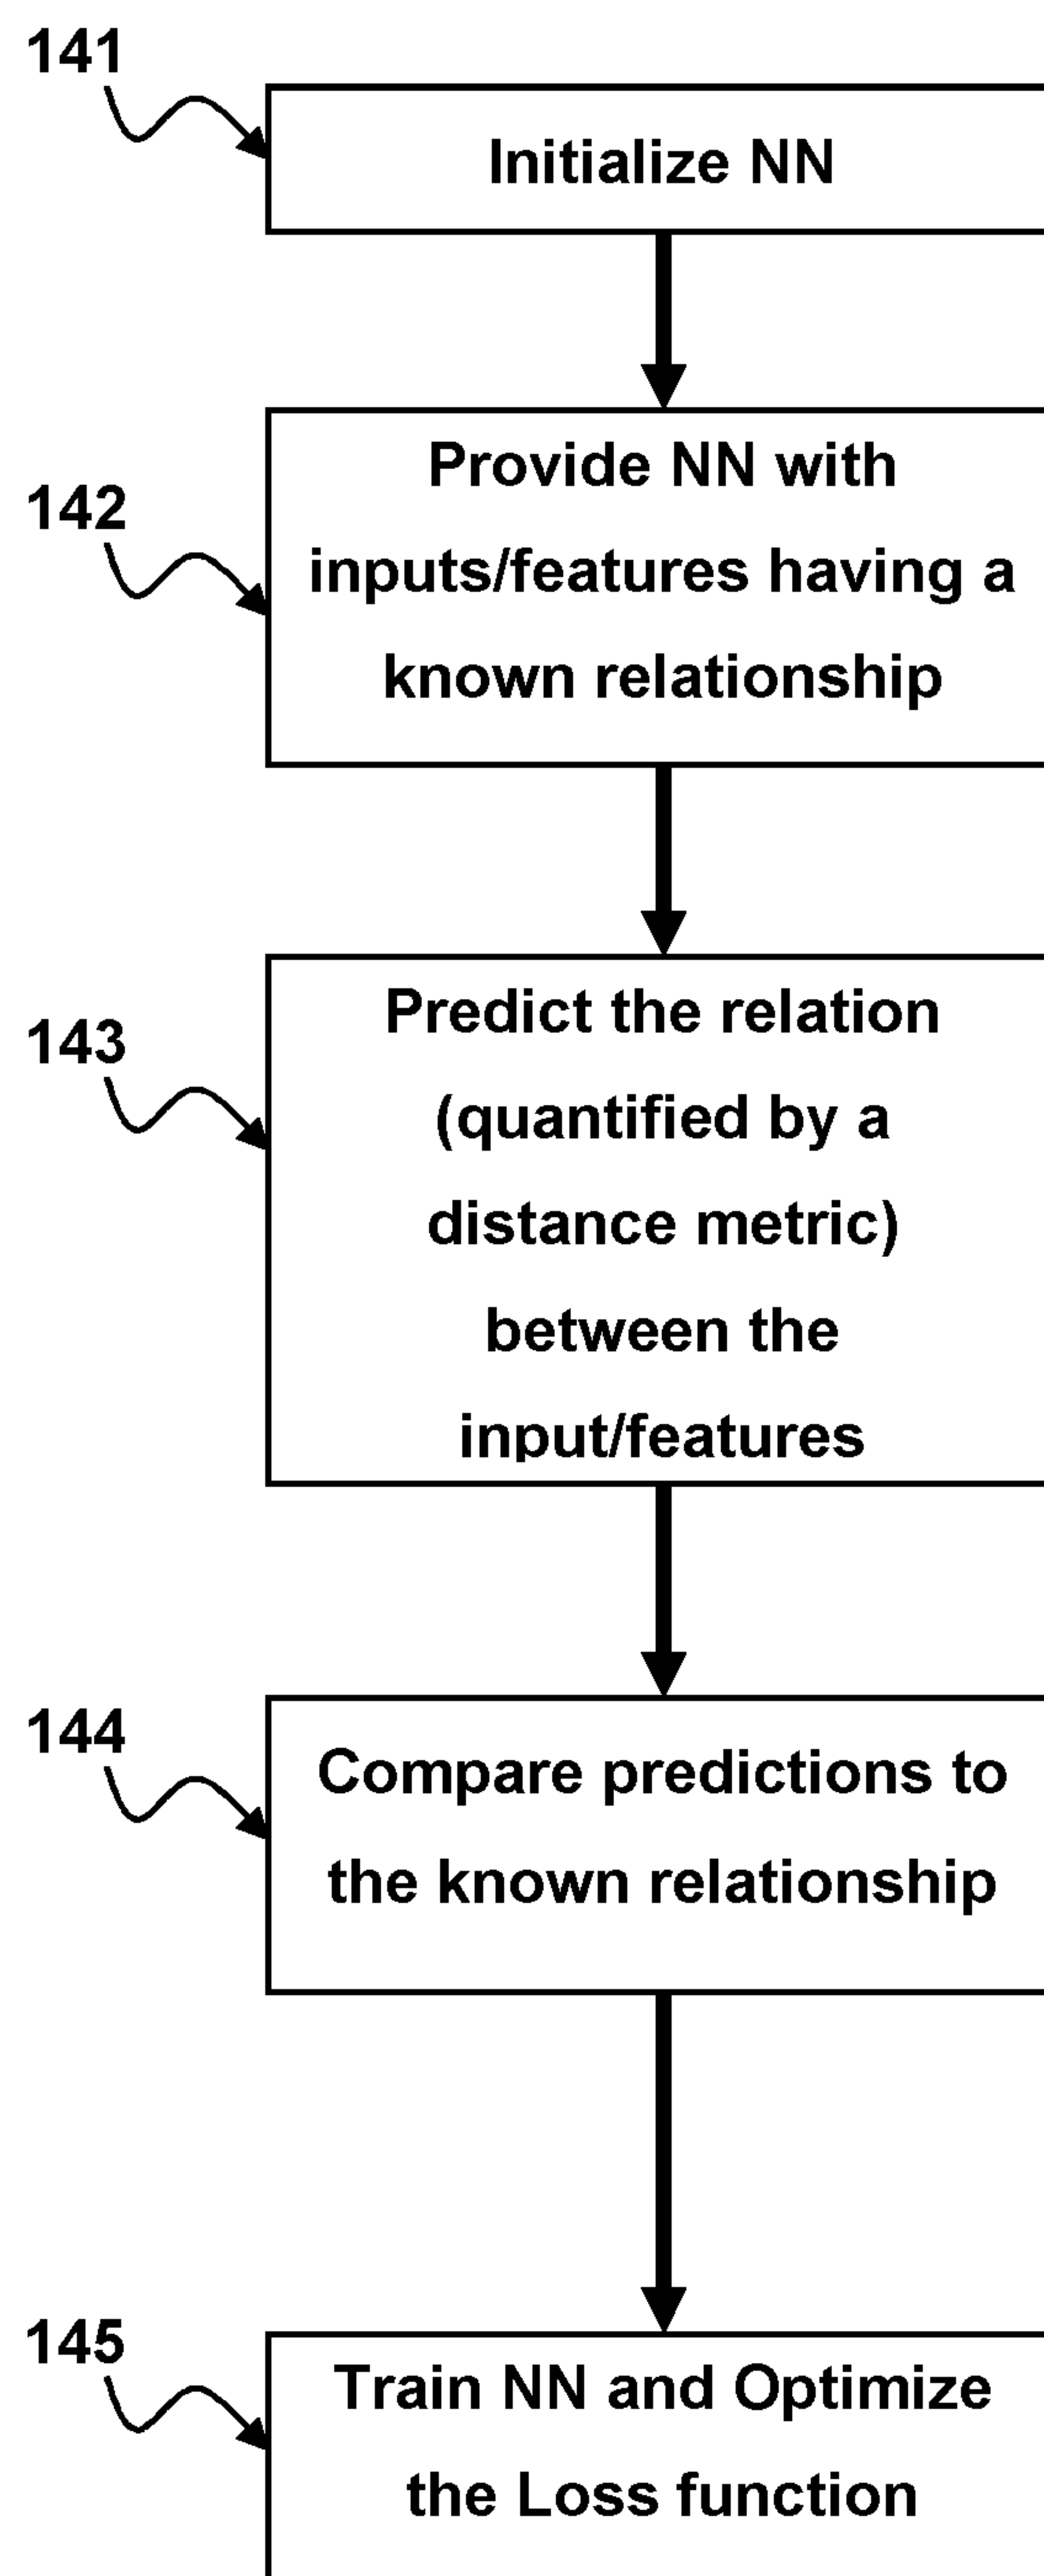 141
Initialize NN
142
Provide NN with
inputs/features having a
known relationship
143
Predict the relation
(quantified by a
distance metric)
between the
input/features
144
Compare predictions to
the known relationship
145
Train NN and Optimize
the Loss function